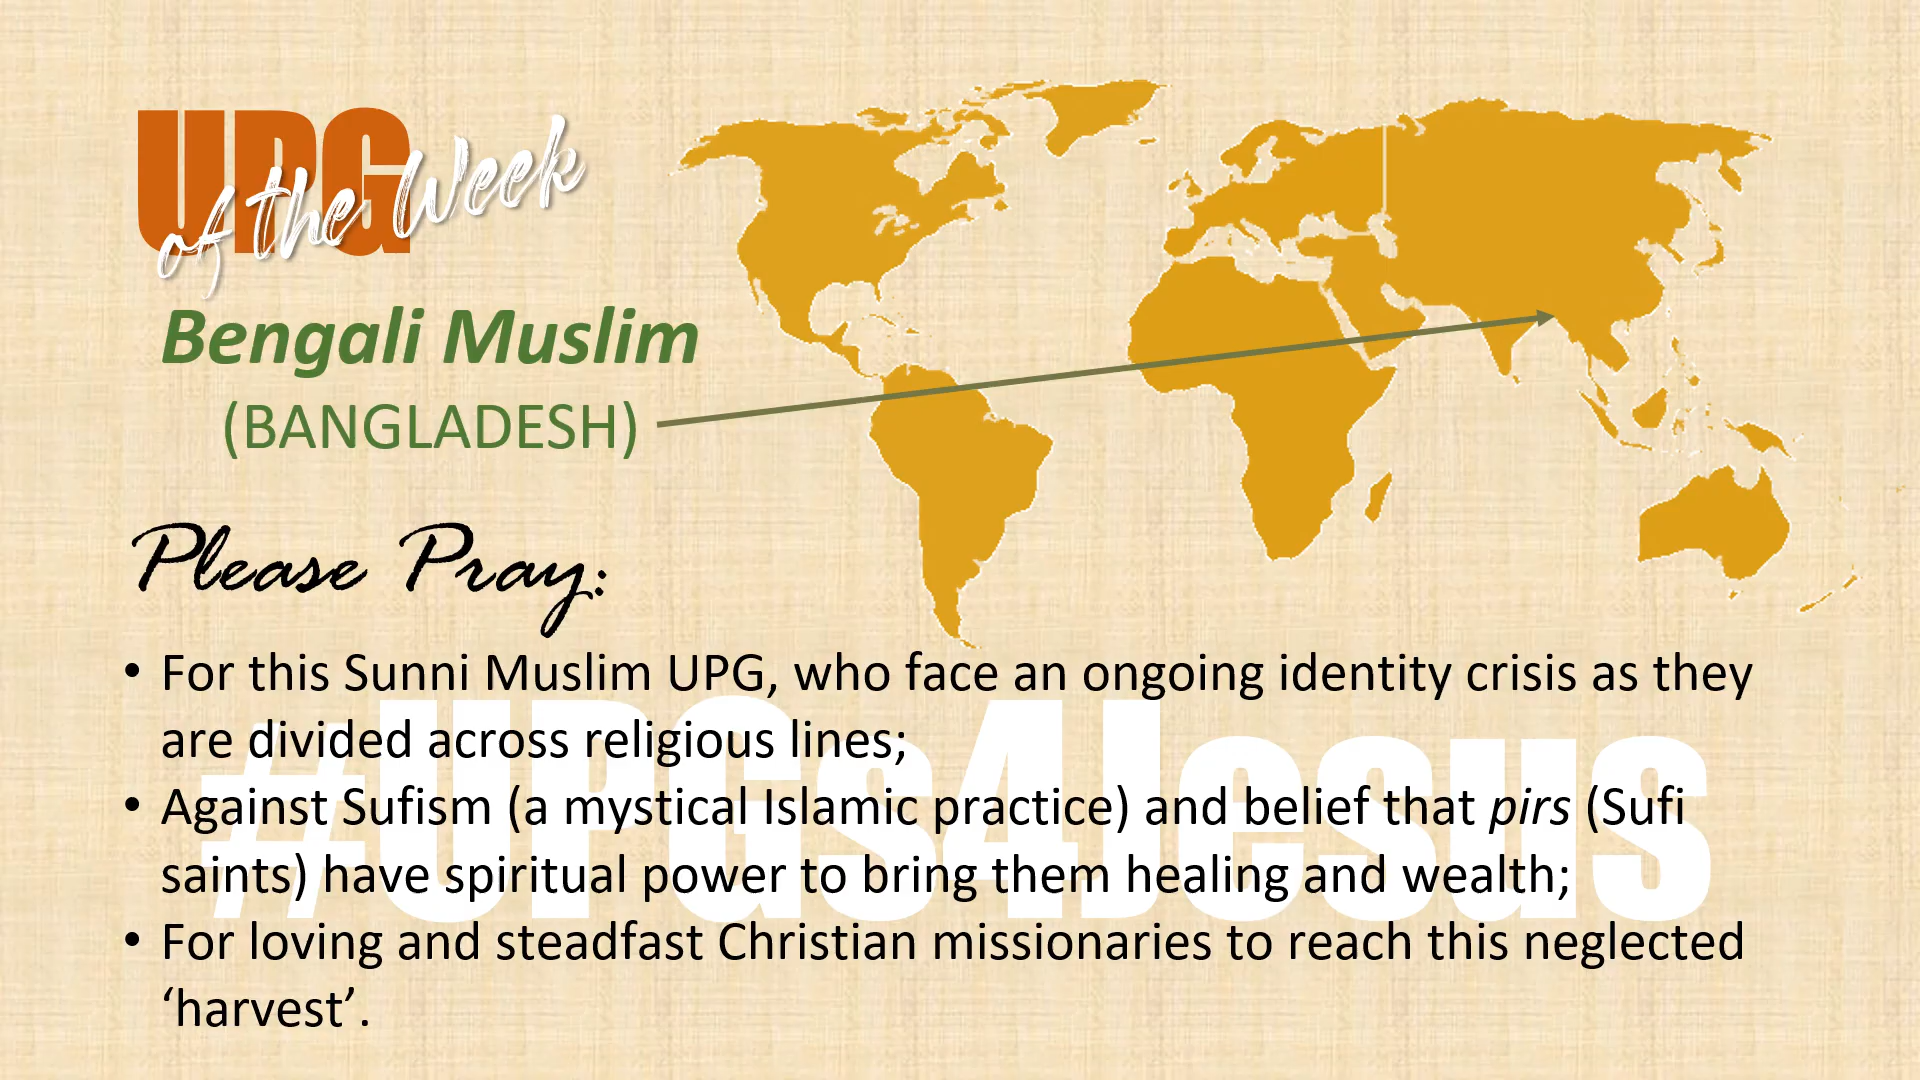 UPG
of the Week
Bengali Muslim
(BANGLADESH)
Please Pray:
• For this Sunni Muslim UPG, who face an ongoing identity crisis as they
are divided across religious lines;
• Against Sufism (a mystical Islamic practice) and belief that pirs (Sufi
saints) have spiritual power to bring them healing and wealth;
• For loving and steadfast Christian missionaries to reach this neglected
‘harvest’.
#UPGs4Jesus